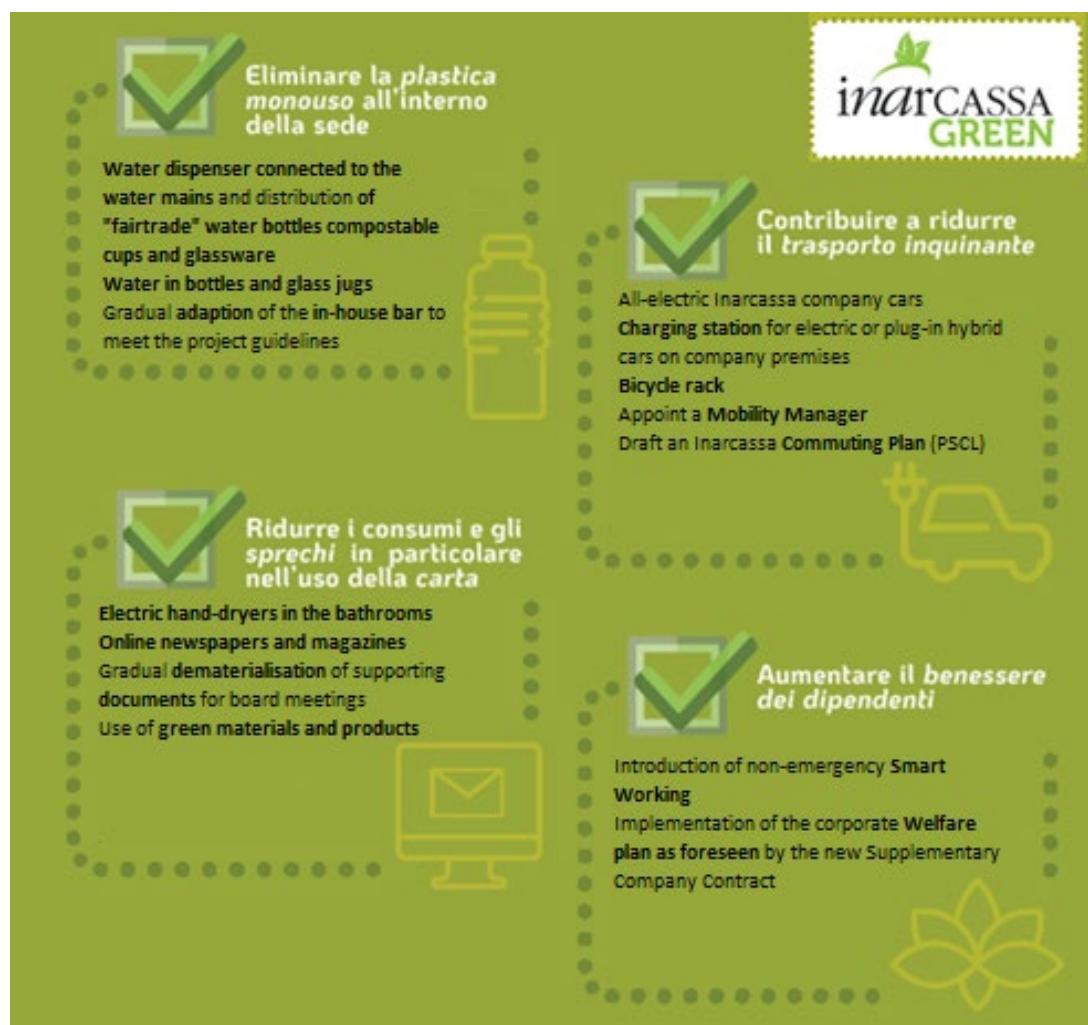 Eliminare la plastica
monouso all'interno
della sede
Water dispenser connected to the
water mains and distribution of
"fairtrade" water bottles compostable
cups and glassware
Water in bottles and glass jugs
Gradual adaption of the in-house bar to
meet the project guidelines
inarCASSA
GREEN
Contribuire a ridurre
il trasporto inquinante
All-electric Inarcassa company cars
Charging station for electric or plug-in hybrid
cars on company premises
Bicycle rack
Appoint a Mobility Manager
Draft an Inarcassa Commuting Plan (PSCL)
Ridurre i consumi e gli
sprechi in particolare
nell'uso della carta
Electric hand-dryers in the bathrooms
Online newspapers and magazines
Gradual dematerialisation of supporting
documents for board meetings
Use of green materials and products
Aumentare il benessere
dei dipendenti
Introduction of non-emergency Smart
Working
Implementation of the corporate Welfare
plan as foreseen by the new Supplementary
Company Contract